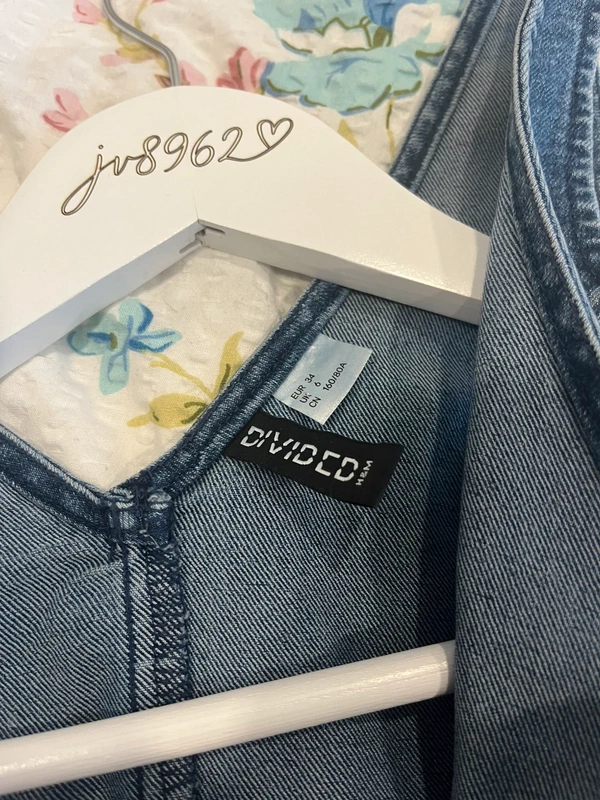 jv8962♡
EUR 34
UK 6
CN 160/80A
DIVIDED
H&M